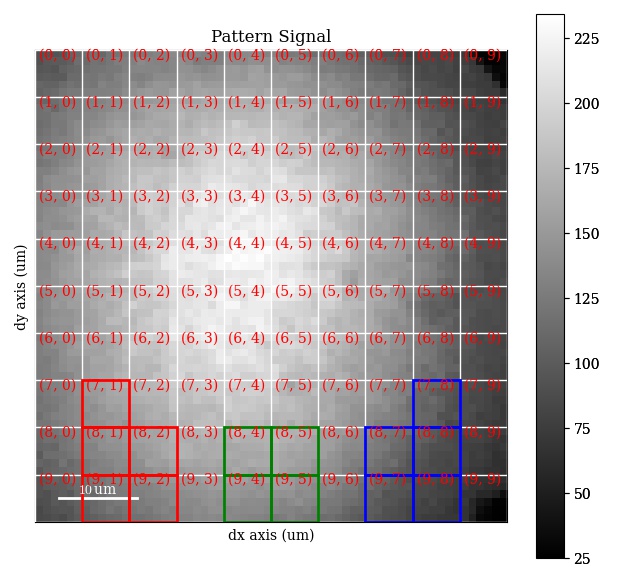 Pattern Signal
(0, 0) (0, 1) (0, 2) (0, 3) (0, 4) (0, 5) (0, 6) (0, 7) (0, 8) (0, 9)
(1, 0) (1, 1) (1, 2) (1, 3) (1, 4) (1, 5) (1, 6) (1, 7) (1, 8) (1, 9)
(2, 0) (2, 1) (2, 2) (2, 3) (2, 4) (2, 5) (2, 6) (2, 7) (2, 8) (2, 9)
(3, 0) (3, 1) (3, 2) (3, 3) (3, 4) (3, 5) (3, 6) (3, 7) (3, 8) (3, 9)
(4, 0) (4, 1) (4, 2) (4, 3) (4, 4) (4, 5) (4, 6) (4, 7) (4, 8) (4, 9)
(5, 0) (5, 1) (5, 2) (5, 3) (5, 4) (5, 5) (5, 6) (5, 7) (5, 8) (5, 9)
(6, 0) (6, 1) (6, 2) (6, 3) (6, 4) (6, 5) (6, 6) (6, 7) (6, 8) (6, 9)
(7, 0) (7, 1) (7, 2) (7, 3) (7, 4) (7, 5) (7, 6) (7, 7) (7, 8) (7, 9)
(8, 0) (8, 1) (8, 2) (8, 3) (8, 4) (8, 5) (8, 6) (8, 7) (8, 8) (8, 9)
(9, 0) (9, 1) (9, 2) (9, 3) (9, 4) (9, 5) (9, 6) (9, 7) (9, 8) (9, 9)
10 um
dx axis (um)
dy axis (um)
225
200
175
150
125
100
75
50
25